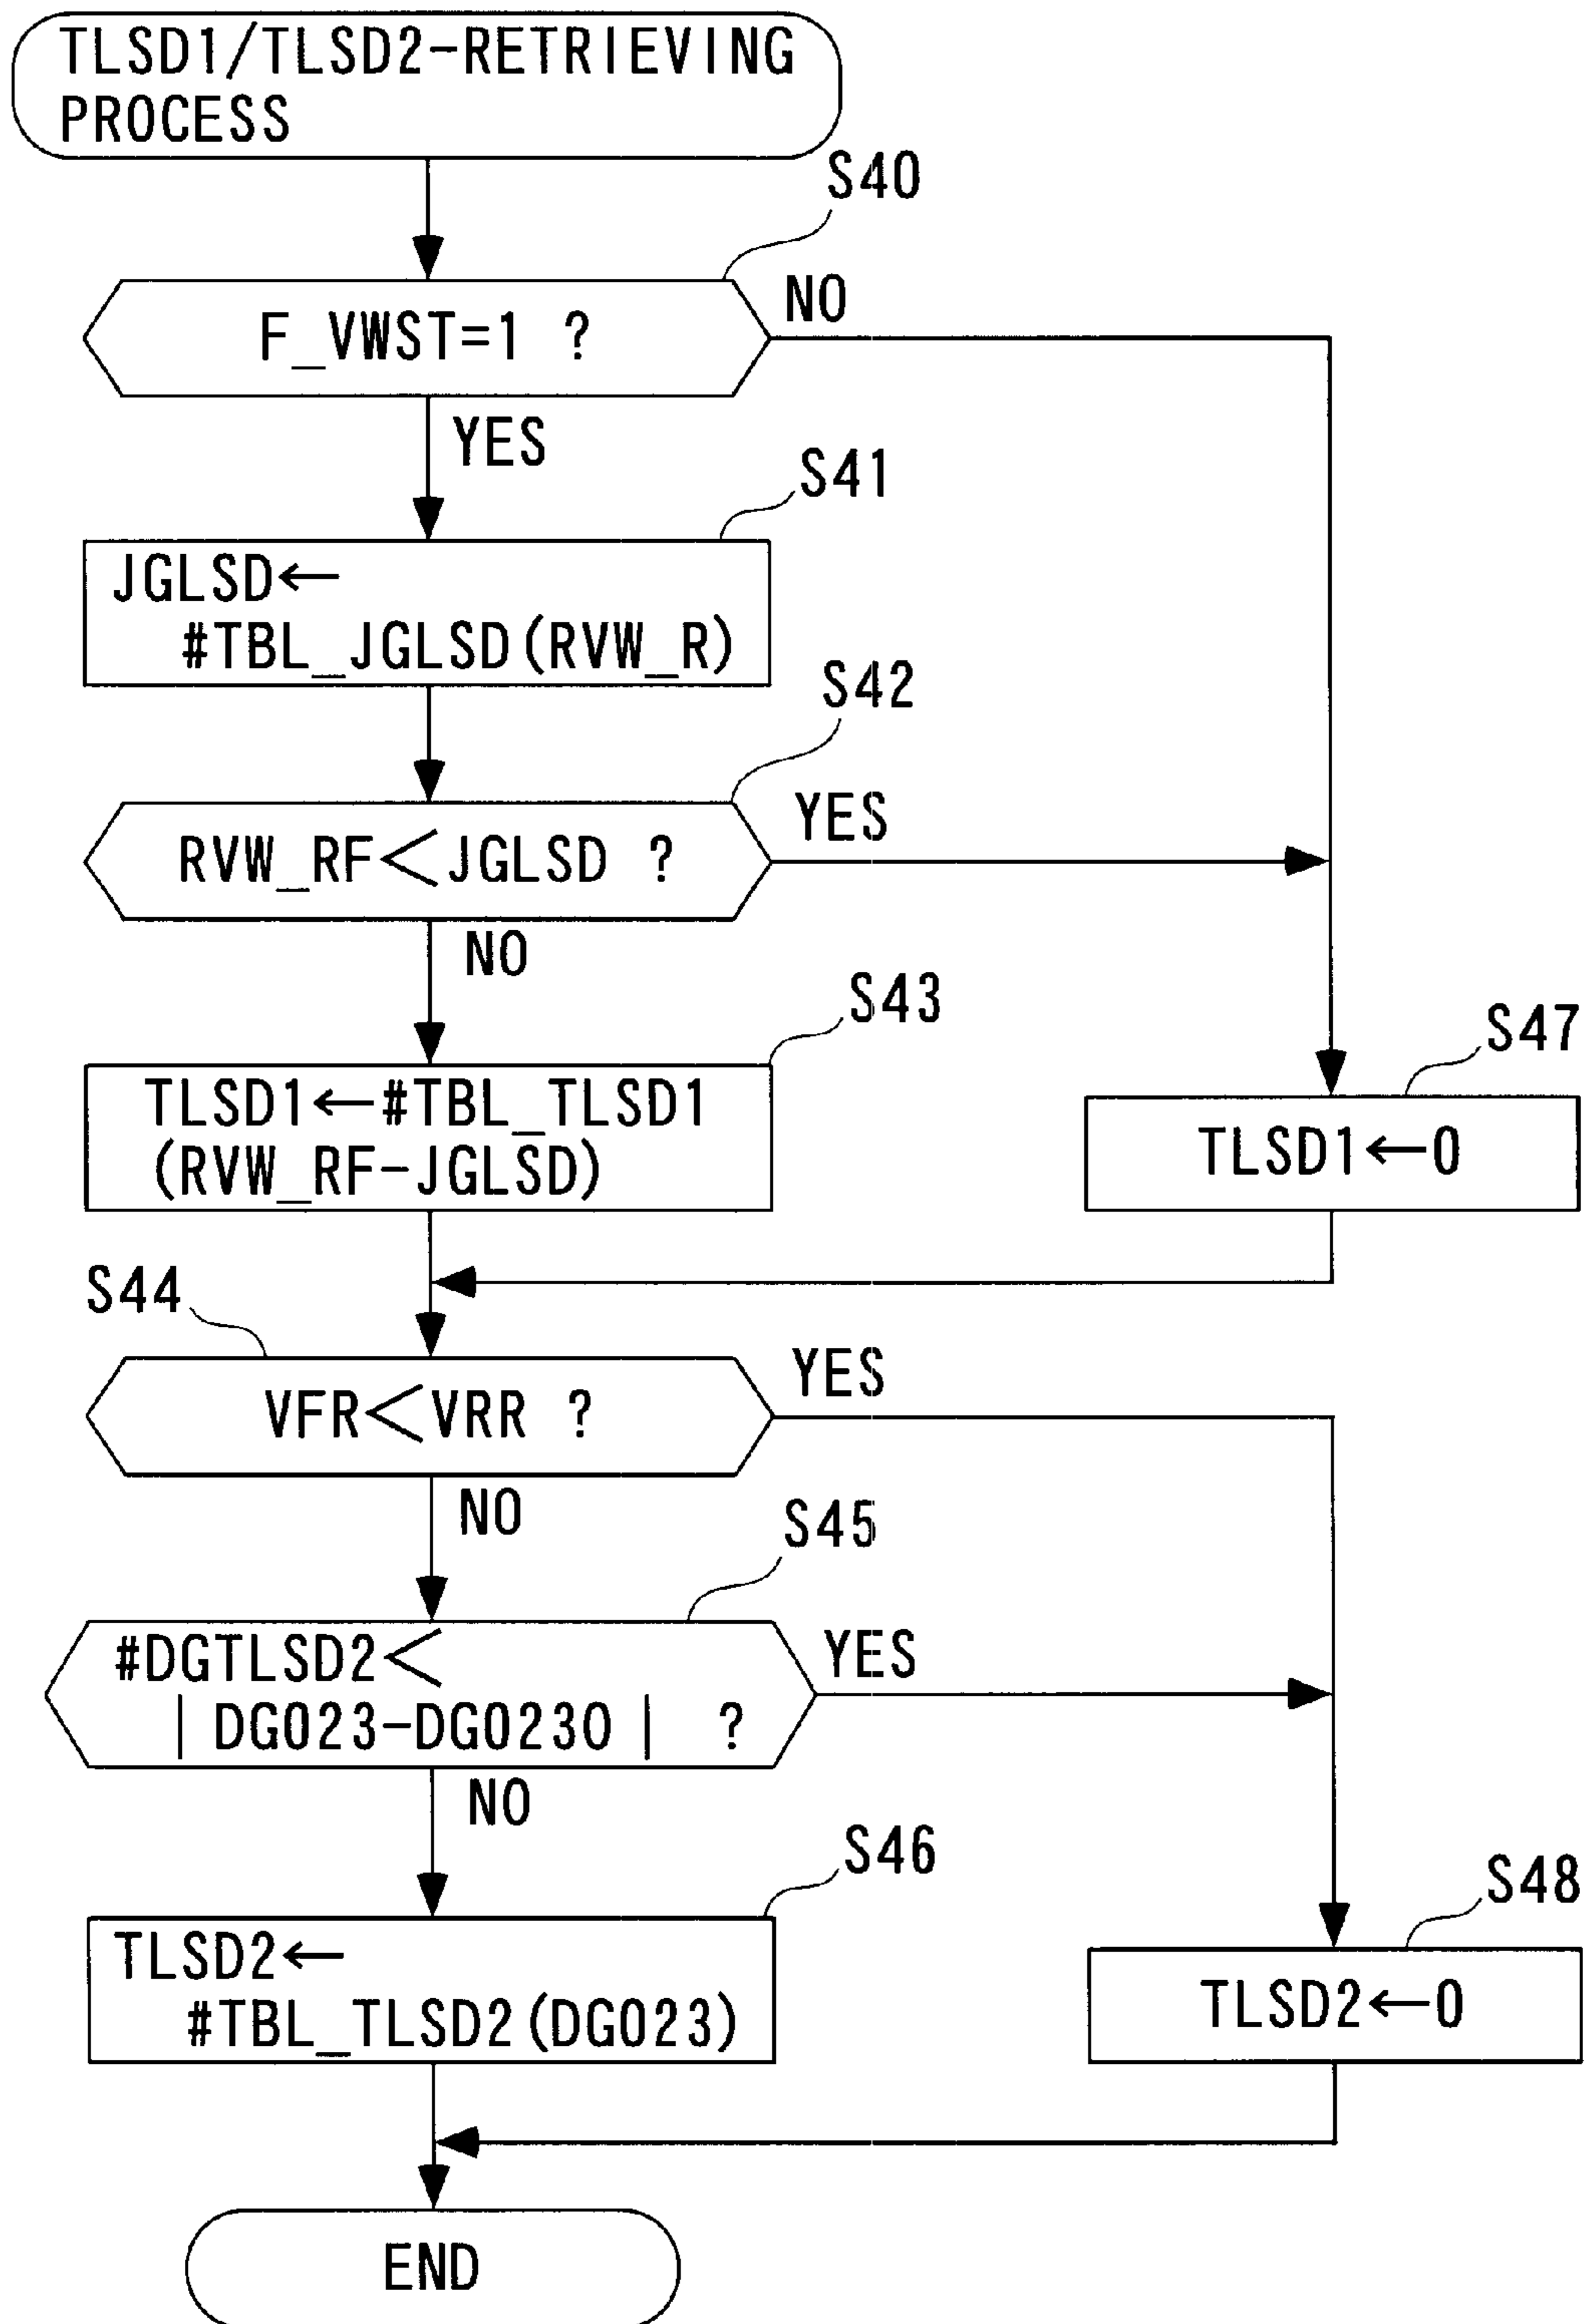 TLSD1/TLSD2-RETRIEVING
PROCESS
S40
F_VWST=1 ?
NO
YES
S41
JGLSD←
#TBL_JGLSD(RVW_R)
S42
RVW_RF<JGLSD ?
YES
NO
S43
TLSD1←#TBL_TLSD1
(RVW_RF-JGLSD)
S47
TLSD1←0
S44
VFR<VRR ?
YES
NO
S45
#DGTLSD2<
| DG023-DG0230 | ?
YES
NO
S46
TLSD2←
#TBL_TLSD2(DG023)
S48
TLSD2←0
END